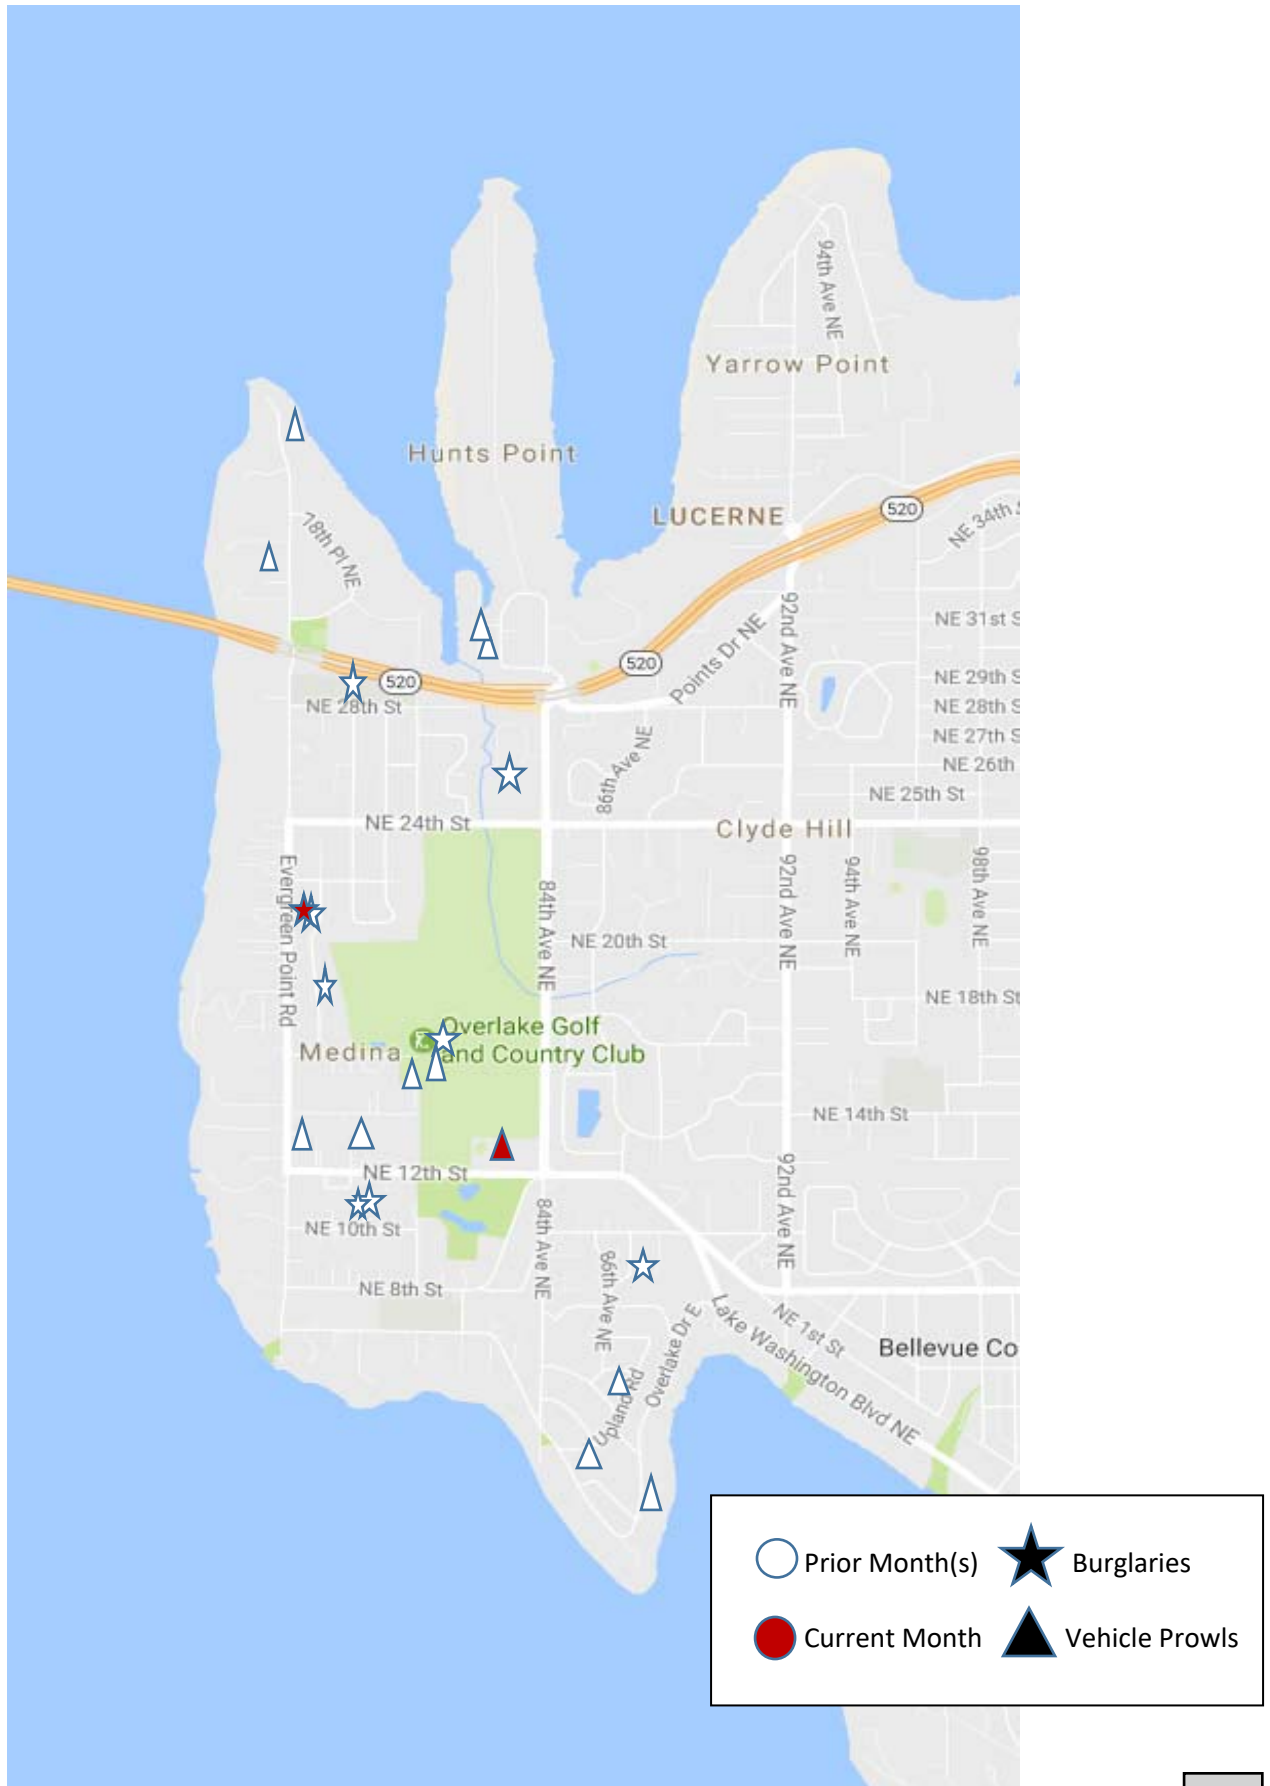 94th Ave NE
Yarrow Point
Hunts Point
LUCERNE
520
NE 34th
78th Pl NE
92nd Ave NE
NE 31st S
Points Dr NE
520
520
NE 29th S
NE 28th St
NE 28th S
NE 27th S
86th Ave NE
NE 26th
NE 25th St
NE 24th St
Clyde Hill
Evergreen Point Rd
84th Ave NE
92nd Ave NE
94th Ave NE
98th Ave NE
NE 20th St
NE 18th St
Overlake Golf
and Country Club
Medina
NE 14th St
NE 12th St
92nd Ave NE
84th Ave NE
NE 10th St
86th Ave NE
NE 8th St
Overlake Dr E
Lake Washington Blvd NE
NE 1st St
Bellevue Co
Upland Rd
Prior Month(s)
Burglaries
Current Month
Vehicle Prowls